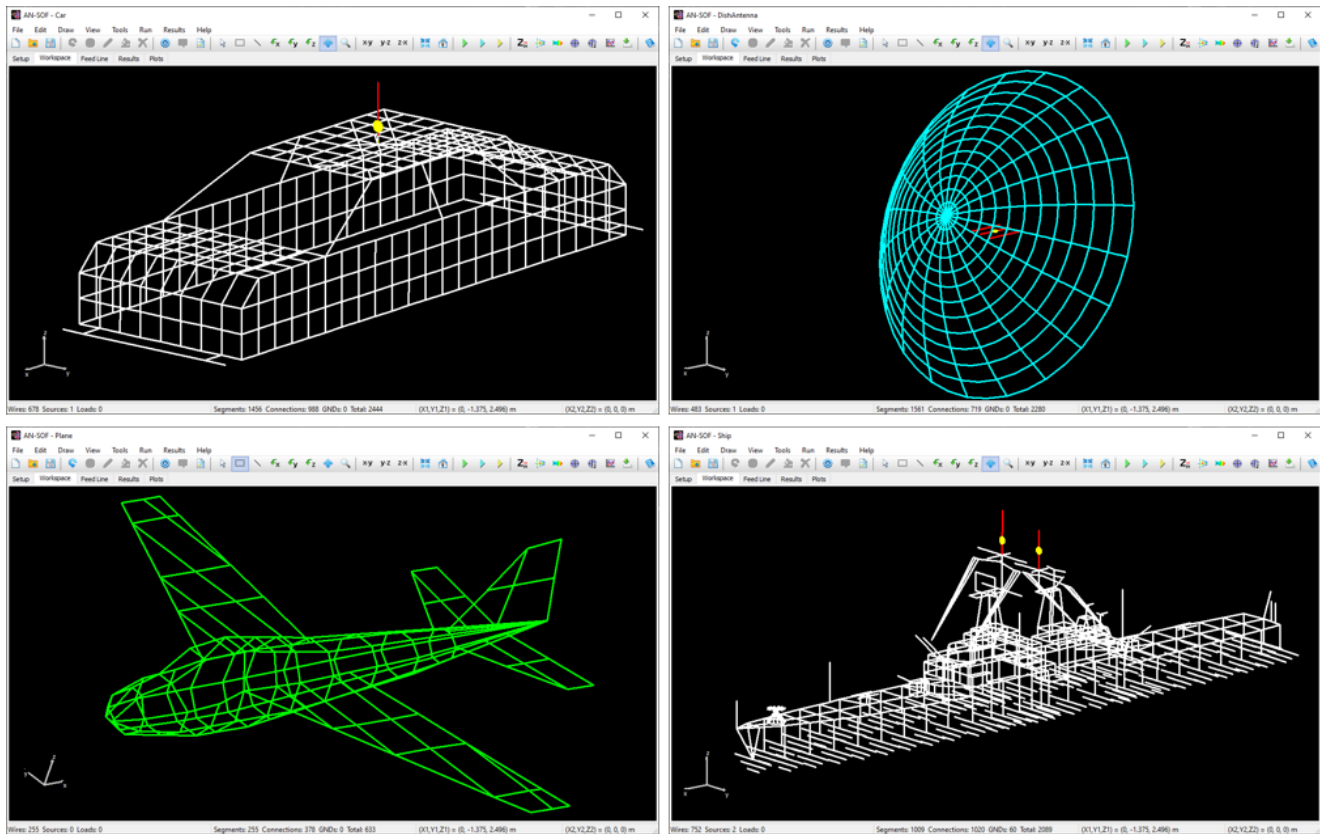 AN-SOF - Car
File Edit Draw View Tools Run Results Help
x-y y-z z-x
Setup Workspace Feed Line Results Plots
z
x y
Wires: 678 Sources: 1 Loads: 0 Segments: 1456 Connections: 988 GNDs: 0 Total: 2444 (X1,Y1,Z1) = (0, -1.375, 2.496) m (X2,Y2,Z2) = (0, 0, 0) m
AN-SOF - DishAntenna
File Edit Draw View Tools Run Results Help
x-y y-z z-x
Setup Workspace Feed Line Results Plots
z
x y
Wires: 483 Sources: 1 Loads: 0 Segments: 1561 Connections: 719 GNDs: 0 Total: 2280 (X1,Y1,Z1) = (0, -1.375, 2.496) m (X2,Y2,Z2) = (0, 0, 0) m
AN-SOF - Plane
File Edit Draw View Tools Run Results Help
x-y y-z z-x
Setup Workspace Feed Line Results Plots
z
y x
Wires: 255 Sources: 0 Loads: 0 Segments: 255 Connections: 378 GNDs: 0 Total: 633 (X1,Y1,Z1) = (0, -1.375, 2.496) m (X2,Y2,Z2) = (0, 0, 0) m
AN-SOF - Ship
File Edit Draw View Tools Run Results Help
x-y y-z z-x
Setup Workspace Feed Line Results Plots
z
x y
Wires: 752 Sources: 2 Loads: 0 Segments: 1009 Connections: 1020 GNDs: 60 Total: 2089 (X1,Y1,Z1) = (0, -1.375, 2.496) m (X2,Y2,Z2) = (0, 0, 0) m